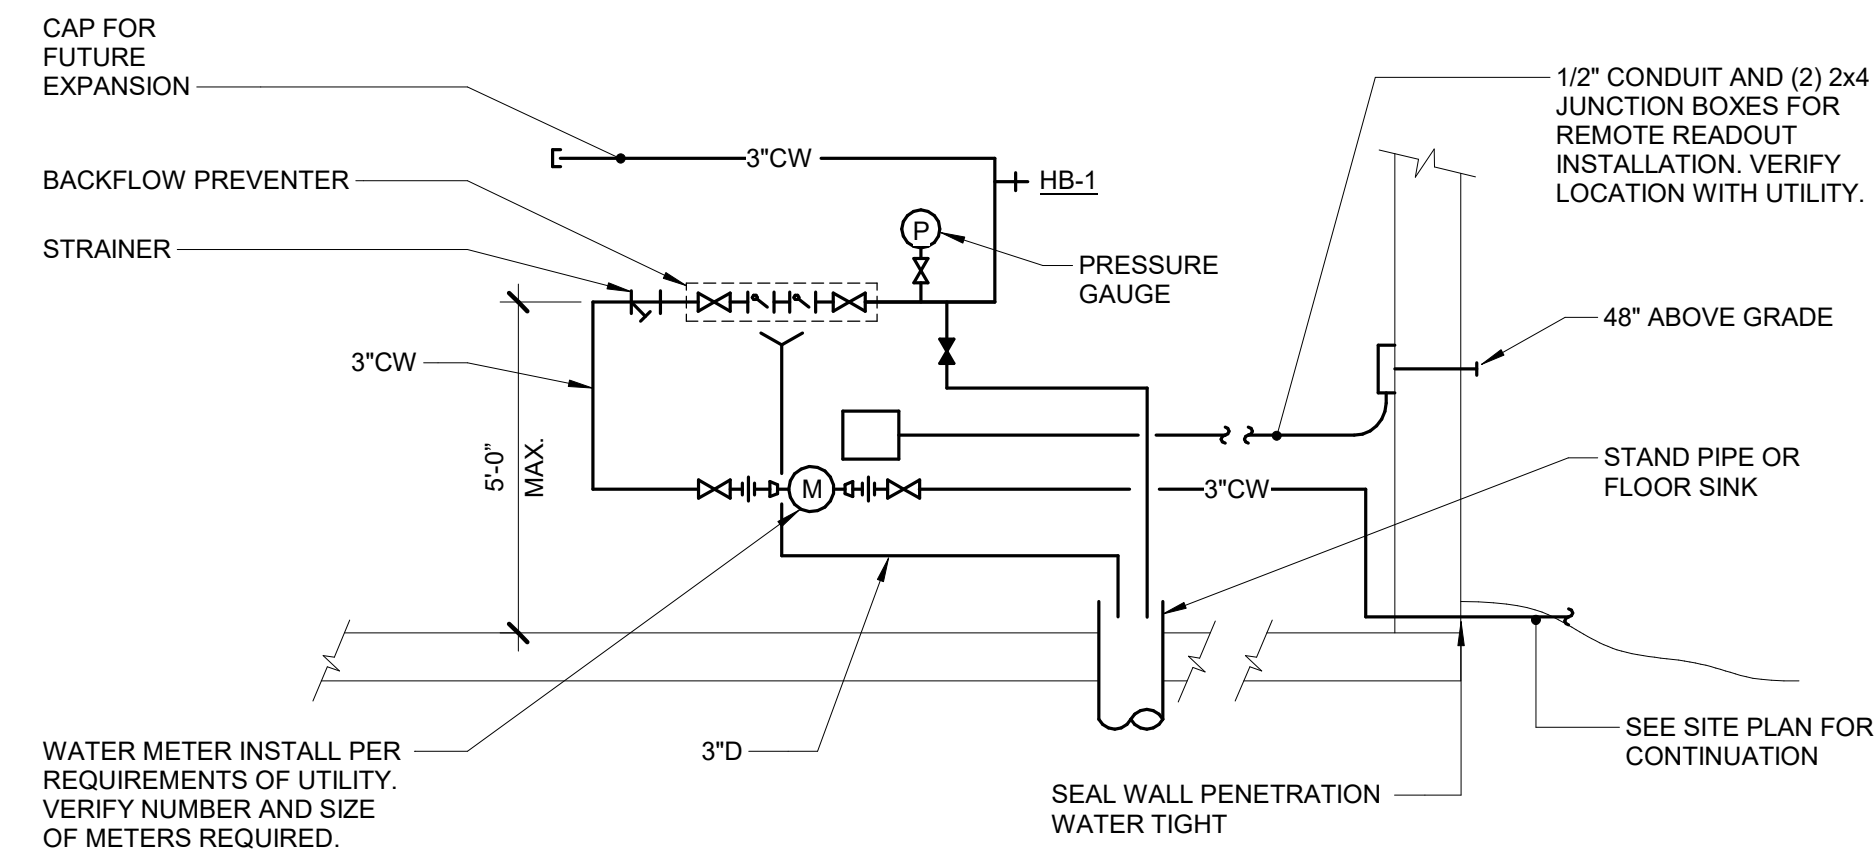 CAP FOR
FUTURE
EXPANSION
BACKFLOW PREVENTER
STRAINER
3"CW
HB-1
P
PRESSURE
GAUGE
1/2" CONDUIT AND (2) 2x4
JUNCTION BOXES FOR
REMOTE READOUT
INSTALLATION. VERIFY
LOCATION WITH UTILITY.
48" ABOVE GRADE
3"CW
5'-0"
MAX.
M
3"CW
STAND PIPE OR
FLOOR SINK
WATER METER INSTALL PER
REQUIREMENTS OF UTILITY.
VERIFY NUMBER AND SIZE
OF METERS REQUIRED.
3"D
SEAL WALL PENETRATION
WATER TIGHT
SEE SITE PLAN FOR
CONTINUATION